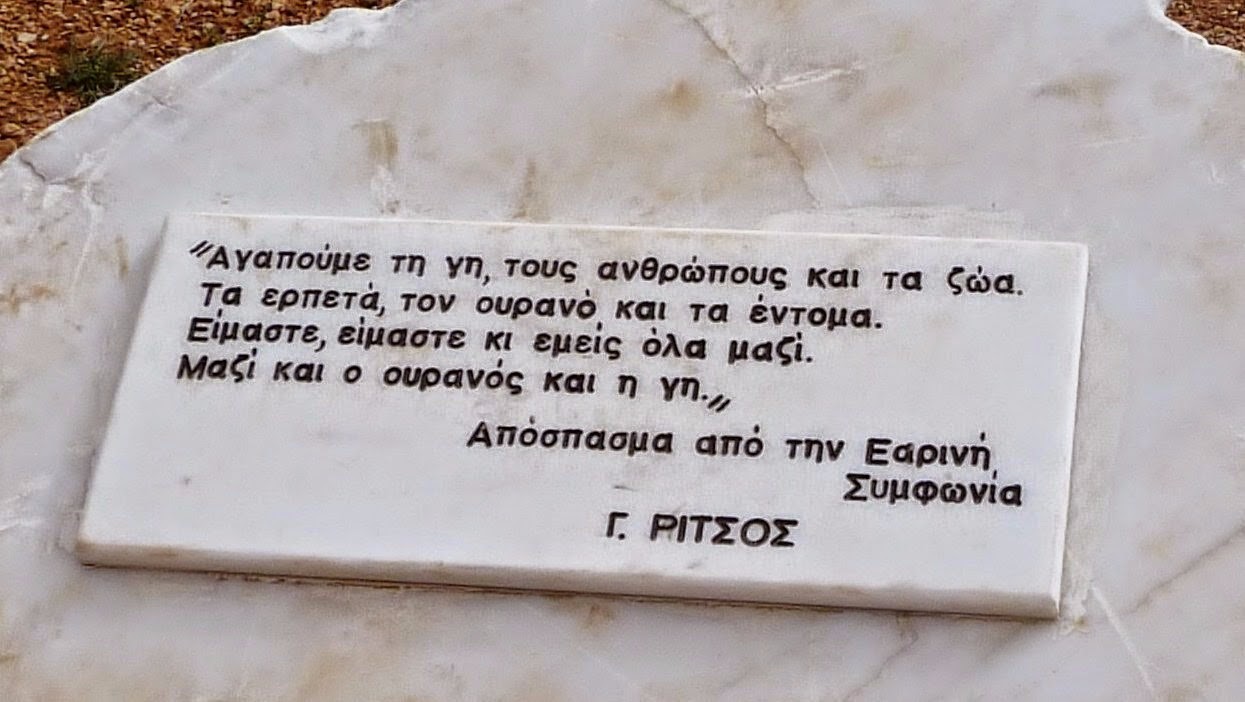 "Αγαπούμε τη γη, τους ανθρώπους και τα ζώα.
Τα ερπετά, τον ουρανό και τα έντομα.
Είμαστε, είμαστε κι εμείς όλα μαζί.
Μαζί και ο ουρανός και η γη."
Απόσπασμα από την Εαρινή
Συμφωνία
Γ. ΡΙΤΣΟΣ